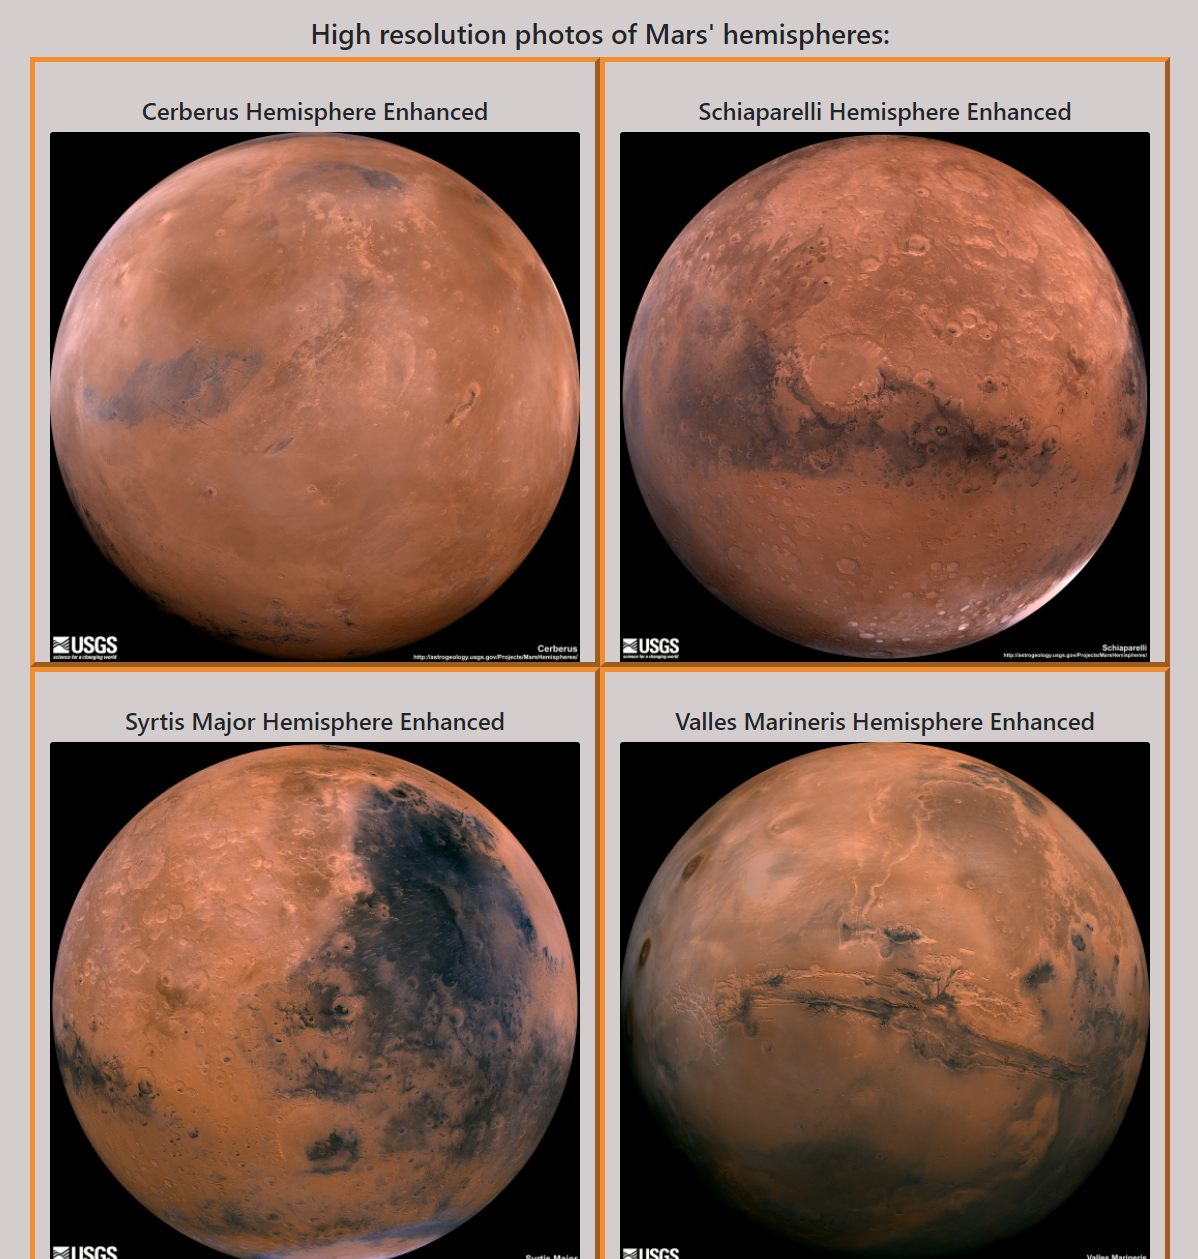 High resolution photos of Mars' hemispheres:
Cerberus Hemisphere Enhanced
Schiaparelli Hemisphere Enhanced
USGS
science for a changing world
Cerberus
http://astrogeology.usgs.gov/Projects/MarsHemispheres/
USGS
science for a changing world
Schiaparelli
http://astrogeology.usgs.gov/Projects/MarsHemispheres/
Syrtis Major Hemisphere Enhanced
Valles Marineris Hemisphere Enhanced
USGS
Syrtis Major
USGS
Valles Marineris